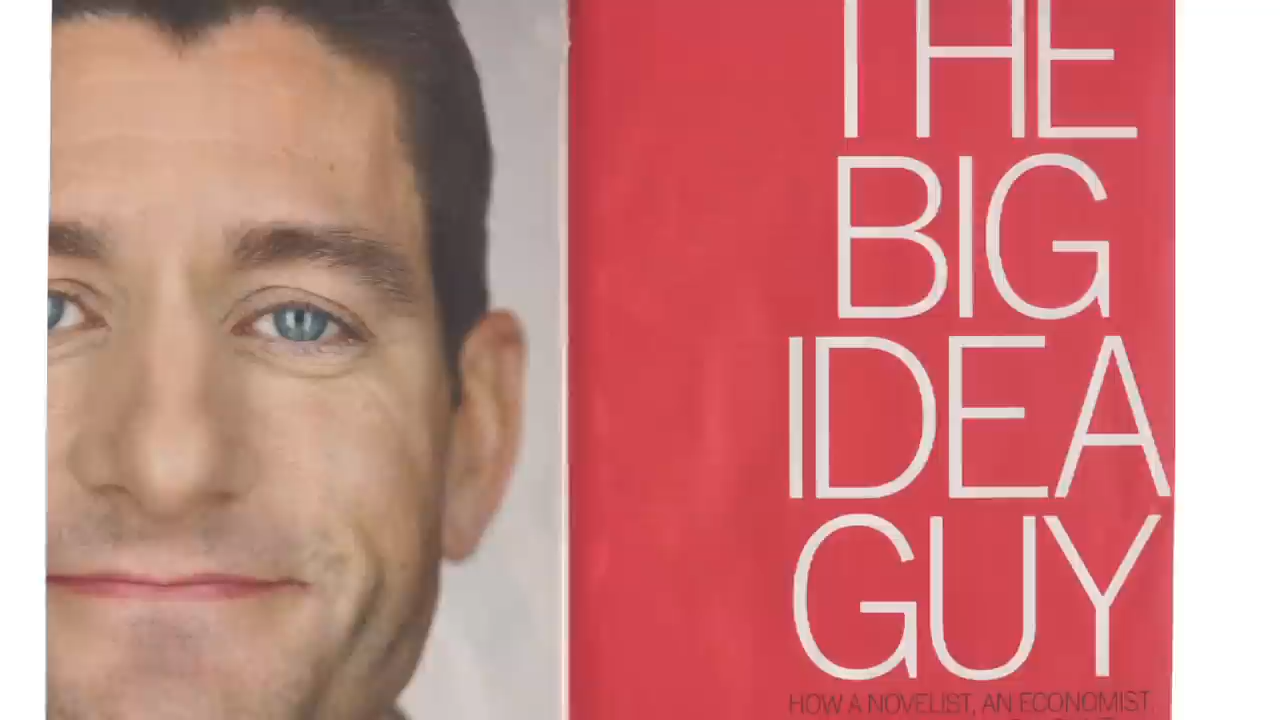 THE
BIG
IDEA
GUY
HOW A NOVELIST, AN ECONOMIST,